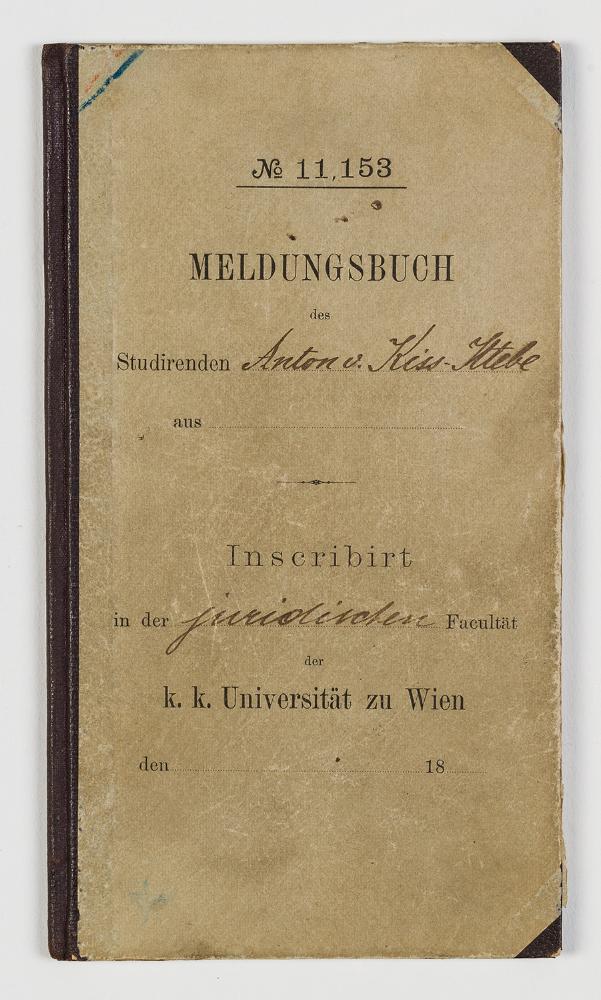 № 11,153
MELDUNGSBUCH
des
Studirenden Anton v. Kiss-Ittebe
aus
Inscribirt
in der juridischen Facultät
der
k. k. Universität zu Wien
den 18